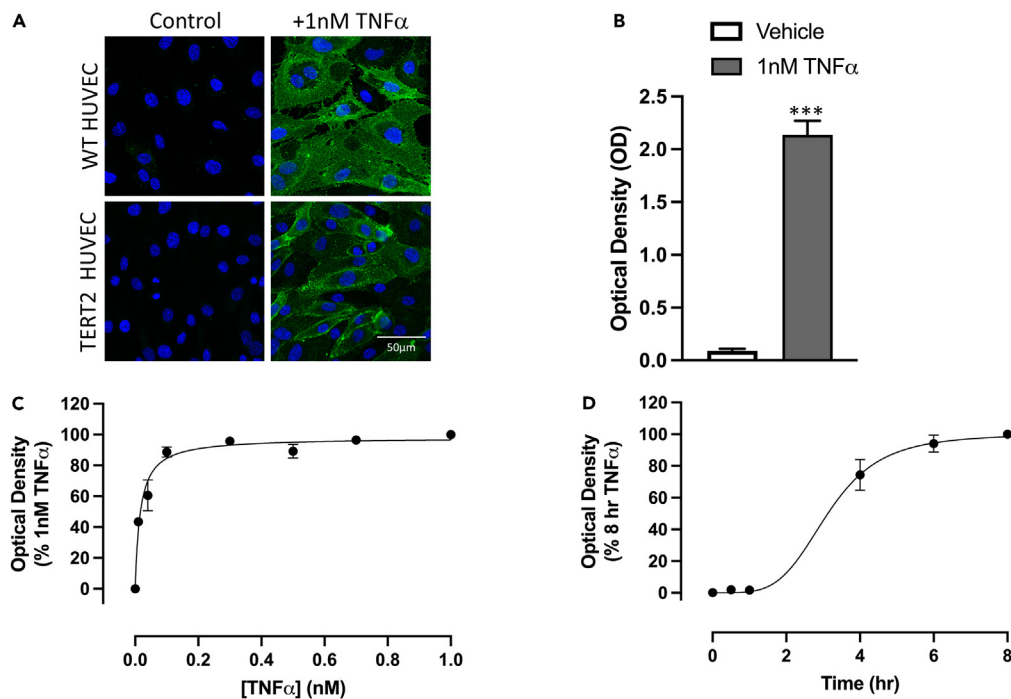 A
Control
+1nM TNFα
WT HUVEC
TERT2 HUVEC
50μm
B
Vehicle
1nM TNFα
***
2.5
2.0
1.5
1.0
0.5
0.0
Optical Density (OD)
C
120
100
80
60
40
20
0
Optical Density
(% 1nM TNFα)
0.0 0.2 0.4 0.6 0.8 1.0
[TNFα] (nM)
D
120
100
80
60
40
20
0
Optical Density
(% 8 hr TNFα)
0 2 4 6 8
Time (hr)